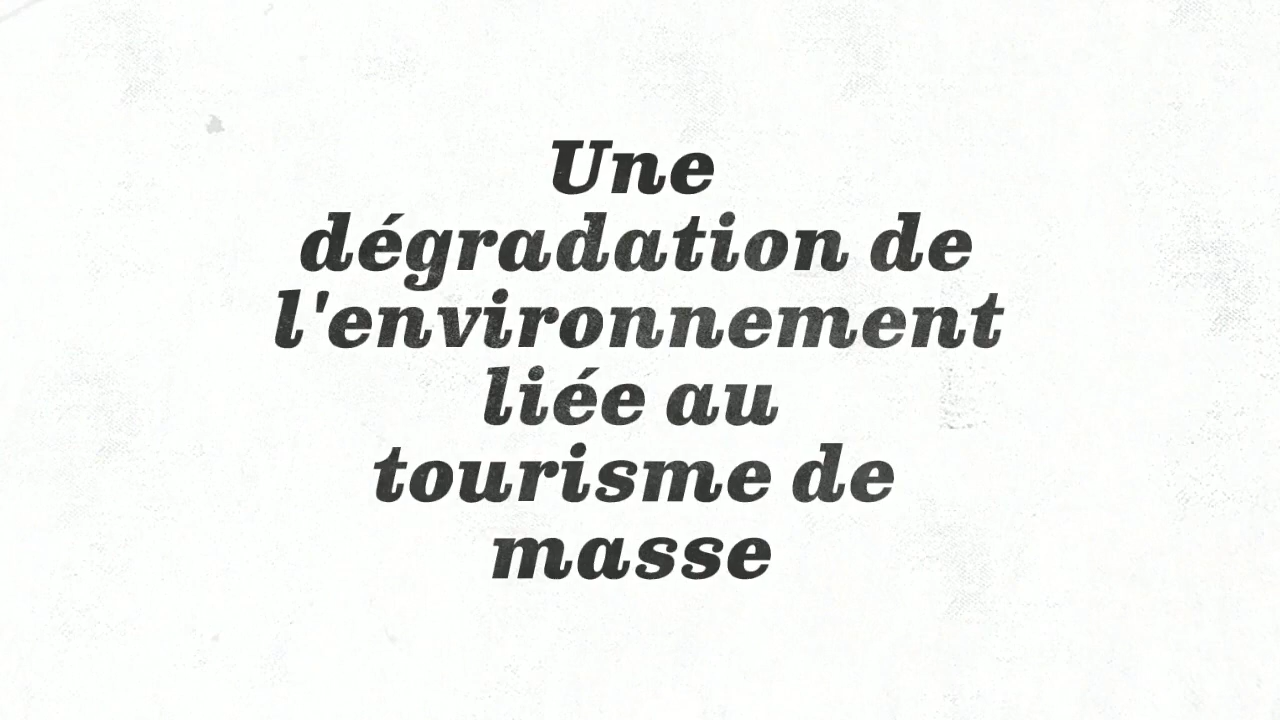 Une
dégradation de
l'environnement
liée au
tourisme de
masse